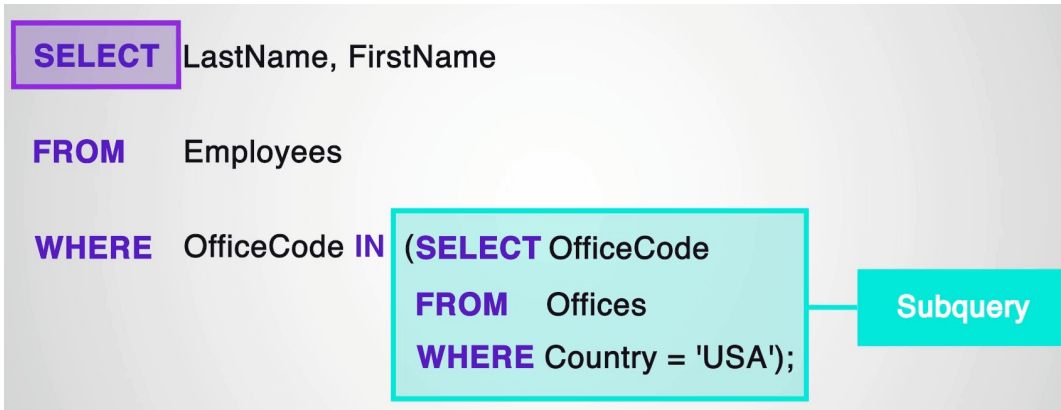 SELECT LastName, FirstName
FROM Employees
WHERE OfficeCode IN (SELECT OfficeCode
FROM Offices
WHERE Country = 'USA');
Subquery